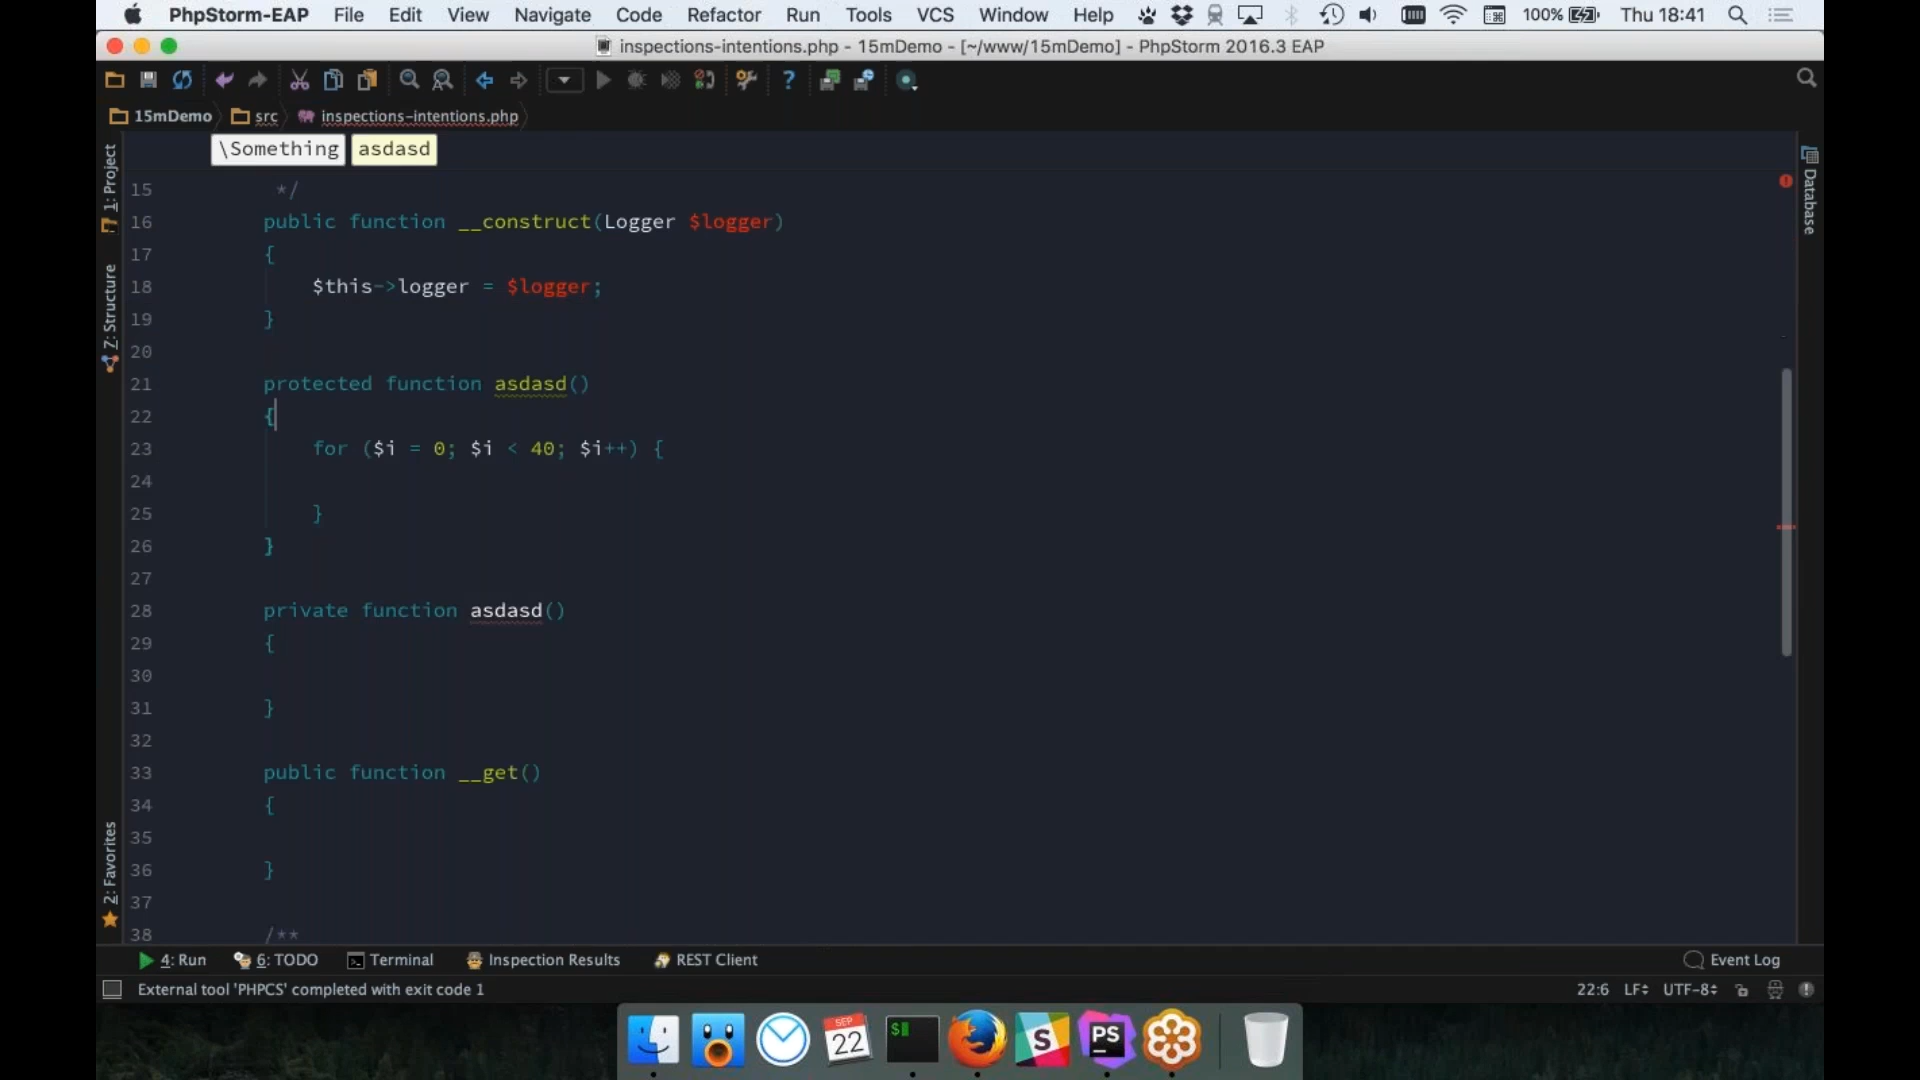 PhpStorm-EAP File Edit View Navigate Code Refactor Run Tools VCS Window Help 100% Thu 18:41
inspections-intentions.php - 15mDemo - [~/www/15mDemo] - PhpStorm 2016.3 EAP
15mDemo src inspections-intentions.php
\Something asdasd
1: Project
Z: Structure
2: Favorites
Database
15 */
16 public function __construct(Logger $logger)
17 {
18 $this->logger = $logger;
19 }
20
21 protected function asdasd()
22 {
23 for ($i = 0; $i < 40; $i++) {
24
25 }
26 }
27
28 private function asdasd()
29 {
30
31 }
32
33 public function __get()
34 {
35
36 }
37
38 /**
4: Run 6: TODO Terminal Inspection Results REST Client Event Log
External tool 'PHPCS' completed with exit code 1 22:6 LF UTF-8
SEP
22
$
S
PS